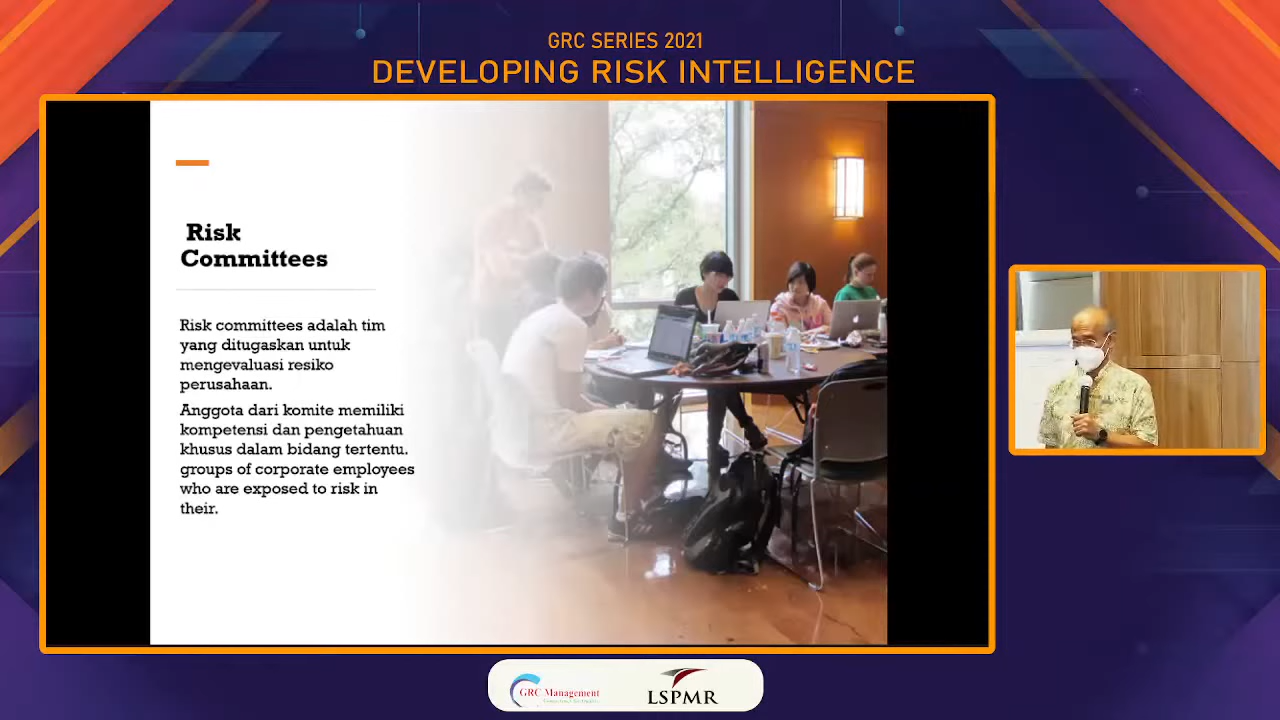 GRC SERIES 2021
DEVELOPING RISK INTELLIGENCE
Risk
Committees
Risk committees adalah tim
yang ditugaskan untuk
mengevaluasi resiko
perusahaan.
Anggota dari komite memiliki
kompetensi dan pengetahuan
khusus dalam bidang tertentu.
groups of corporate employees
who are exposed to risk in
their.
GRC Management
LSPMR